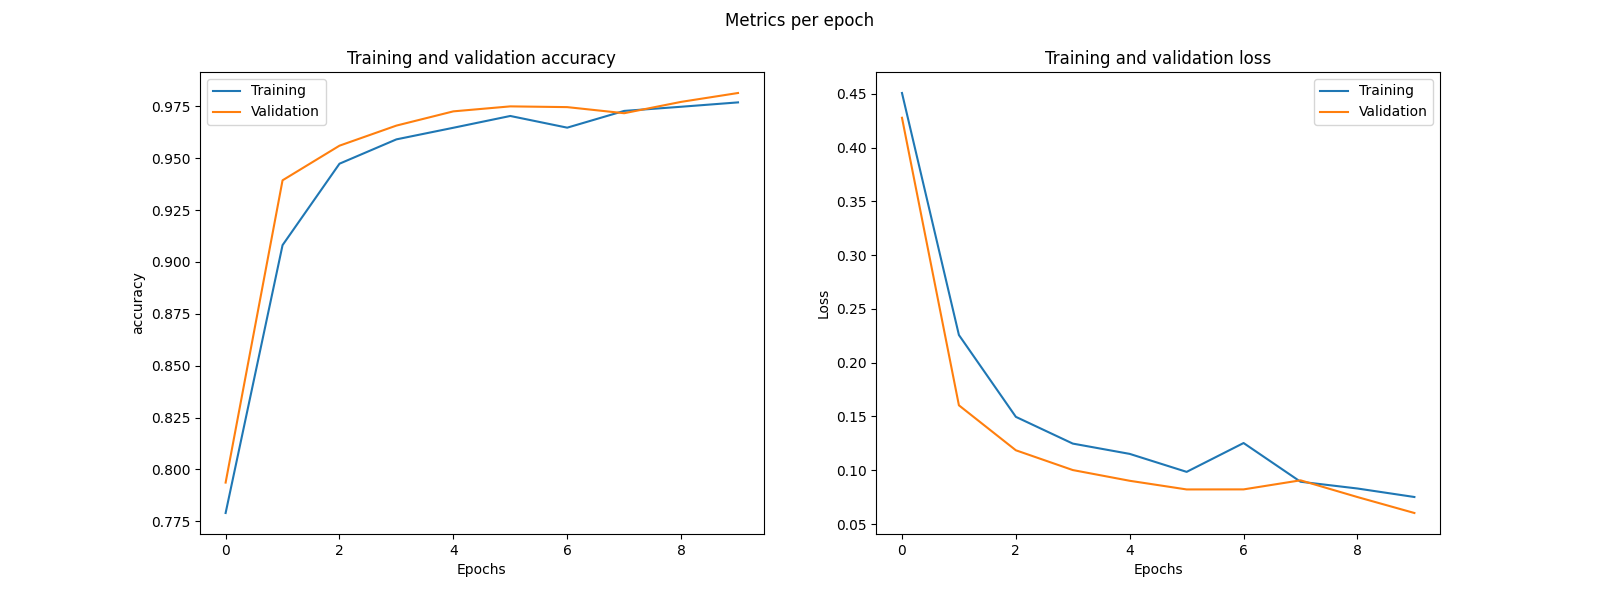 Metrics per epoch
Training and validation accuracy
Training
Validation
0.975
0.950
0.925
0.900
0.875
0.850
0.825
0.800
0.775
accuracy
0 2 4 6 8
Epochs
Training and validation loss
Training
Validation
0.45
0.40
0.35
0.30
0.25
0.20
0.15
0.10
0.05
Loss
0 2 4 6 8
Epochs